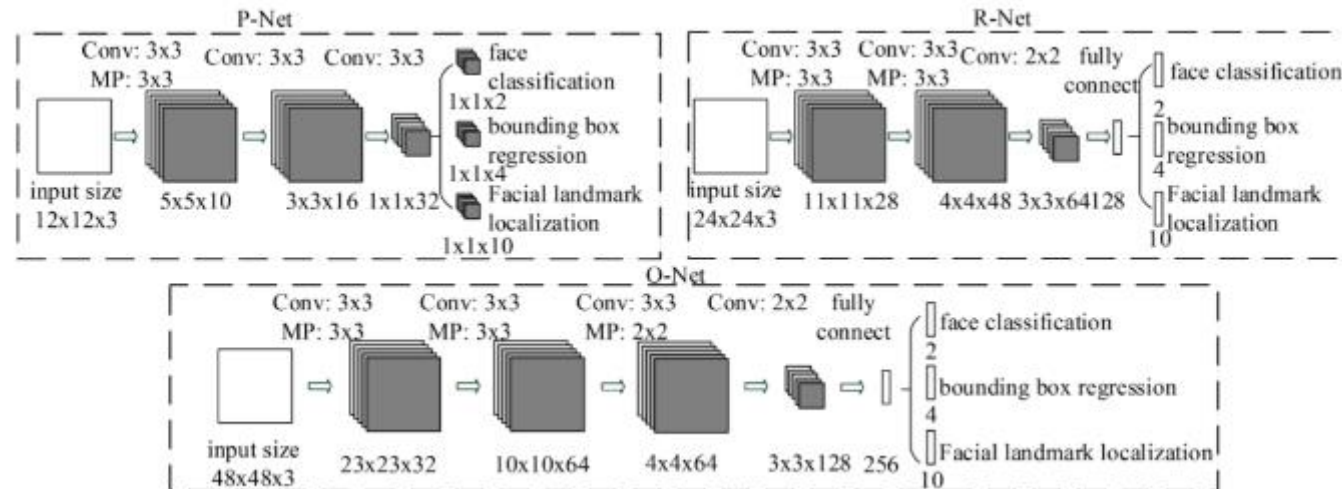 P-Net
Conv: 3x3
MP: 3x3
Conv: 3x3
Conv: 3x3
face
classification
1x1x2
bounding box
regression
1x1x4
Facial landmark
localization
1x1x10
input size
12x12x3
5x5x10
3x3x16
1x1x32
R-Net
Conv: 3x3
MP: 3x3
Conv: 3x3
MP: 3x3
Conv: 2x2
fully
connect
face classification
2
bounding box
regression
4
Facial landmark
localization
10
input size
24x24x3
11x11x28
4x4x48
3x3x64
128
O-Net
Conv: 3x3
MP: 3x3
Conv: 3x3
MP: 3x3
Conv: 3x3
MP: 2x2
Conv: 2x2
fully
connect
face classification
2
bounding box regression
4
Facial landmark localization
10
input size
48x48x3
23x23x32
10x10x64
4x4x64
3x3x128
256